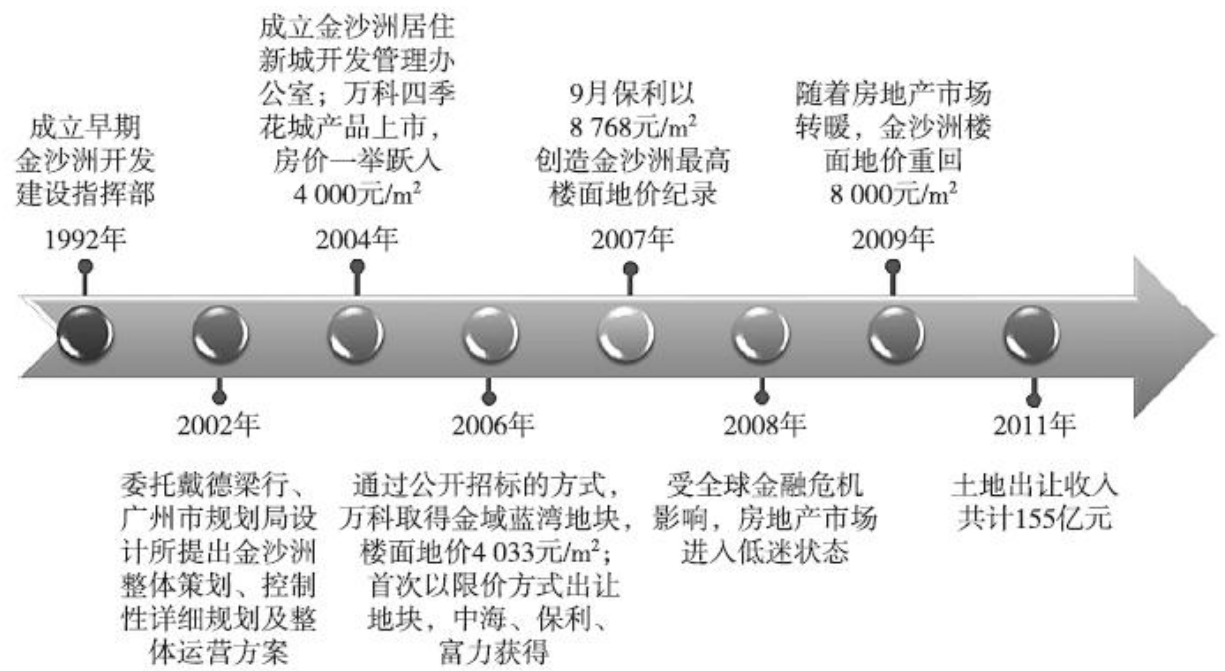 成立早期
金沙洲开发
建设指挥部
1992年
成立金沙洲居住
新城开发管理办
公室；万科四季
花城产品上市，
房价一举跃入
4 000元/m²
2004年
9月保利以
8 768元/m²
创造金沙洲最高
楼面地价纪录
2007年
随着房地产市场
转暖，金沙洲楼
面地价重回
8 000元/m²
2009年
2002年
委托戴德梁行、
广州市规划局设
计所提出金沙洲
整体策划、控制
性详细规划及整
体运营方案
2006年
通过公开招标的方式，
万科取得金域蓝湾地块，
楼面地价4 033元/m²；
首次以限价方式出让
地块，中海、保利、
富力获得
2008年
受全球金融危机
影响，房地产市场
进入低迷状态
2011年
土地出让收入
共计155亿元